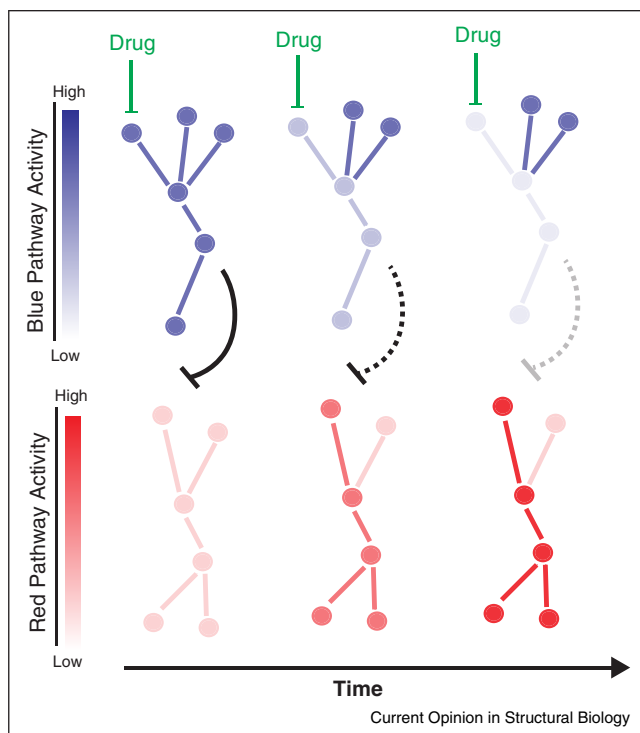 Drug
Drug
Drug
High
Blue Pathway Activity
Low
High
Red Pathway Activity
Low
Time
Current Opinion in Structural Biology